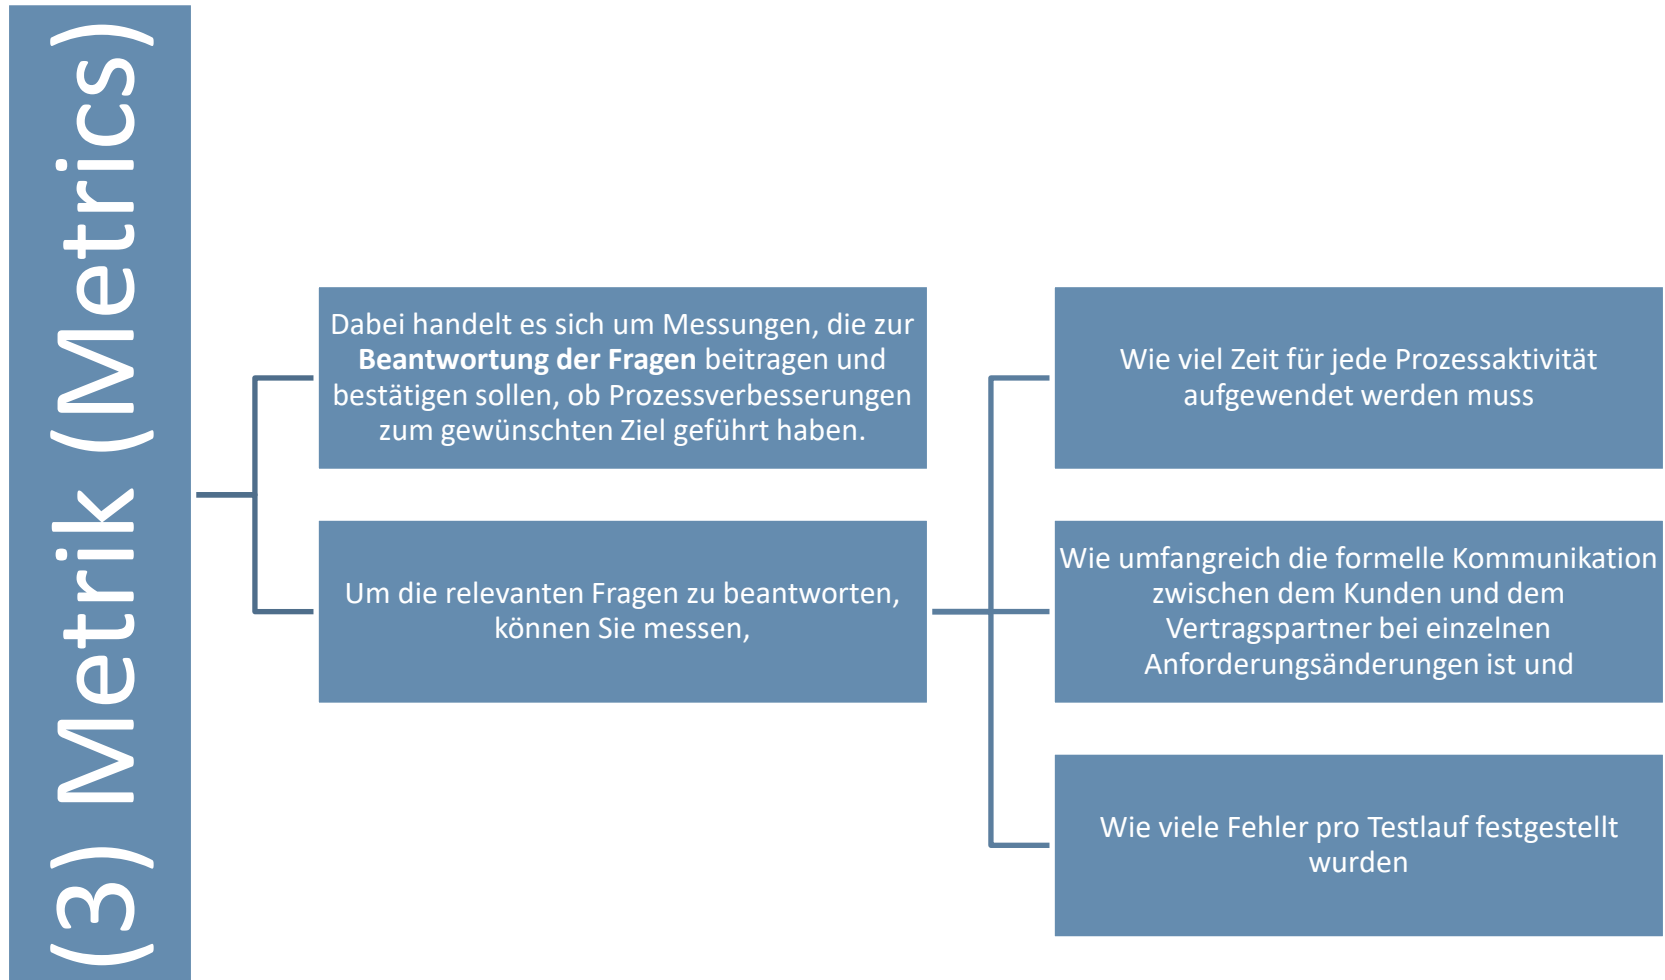 (3) Metrik (Metrics)
Dabei handelt es sich um Messungen, die zur
Beantwortung der Fragen beitragen und
bestätigen sollen, ob Prozessverbesserungen
zum gewünschten Ziel geführt haben.
Um die relevanten Fragen zu beantworten,
können Sie messen,
Wie viel Zeit für jede Prozessaktivität
aufgewendet werden muss
Wie umfangreich die formelle Kommunikation
zwischen dem Kunden und dem
Vertragspartner bei einzelnen
Anforderungsänderungen ist und
Wie viele Fehler pro Testlauf festgestellt
wurden